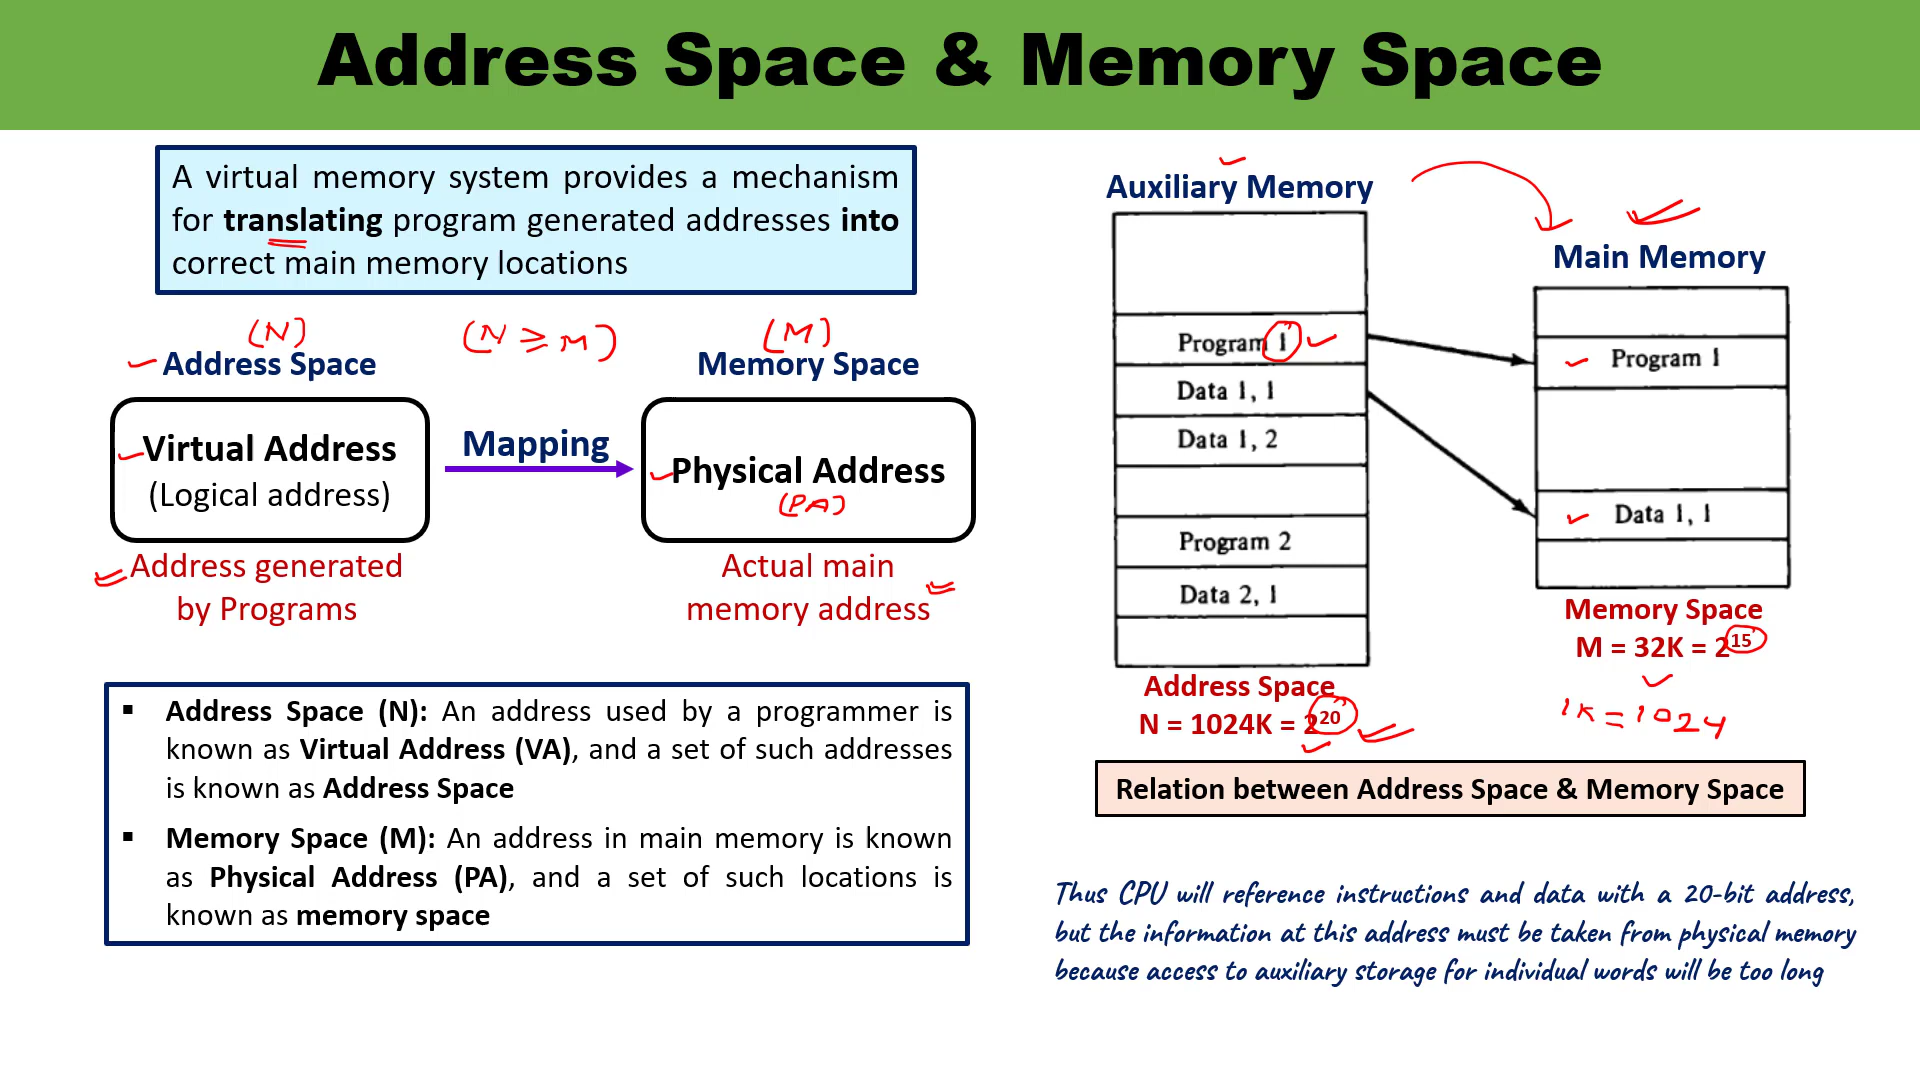 Address Space & Memory Space
A virtual memory system provides a mechanism
for translating program generated addresses into
correct main memory locations
(N)
(N ≥ M)
(M)
Address Space
Memory Space
Virtual Address
(Logical address)
Mapping
Physical Address
(PA)
Address generated
by Programs
Actual main
memory address
▪ Address Space (N): An address used by a programmer is
known as Virtual Address (VA), and a set of such addresses
is known as Address Space
▪ Memory Space (M): An address in main memory is known
as Physical Address (PA), and a set of such locations is
known as memory space
Auxiliary Memory
Program 1
Data 1, 1
Data 1, 2
Program 2
Data 2, 1
Address Space
N = 1024K = 2²⁰
Main Memory
Program 1
Data 1, 1
Memory Space
M = 32K = 2¹⁵
1K = 1024
Relation between Address Space & Memory Space
Thus CPU will reference instructions and data with a 20-bit address,
but the information at this address must be taken from physical memory
because access to auxiliary storage for individual words will be too long